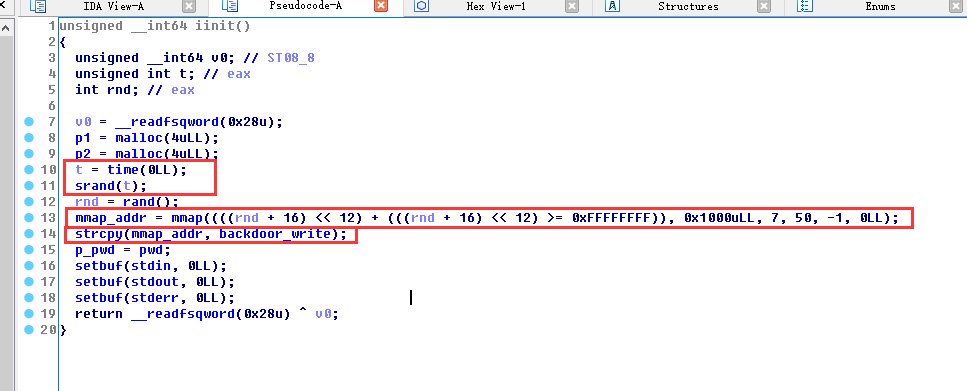 IDA View-A Pseudocode-A Hex View-1 Structures Enums
1 unsigned __int64 iinit()
2 {
3 unsigned __int64 v0; // ST08_8
4 unsigned int t; // eax
5 int rnd; // eax
6
7 v0 = __readfsqword(0x28u);
8 p1 = malloc(4uLL);
9 p2 = malloc(4uLL);
10 t = time(0LL);
11 srand(t);
12 rnd = rand();
13 mmap_addr = mmap((((rnd + 16) << 12) + (((rnd + 16) << 12) >= 0xFFFFFFFF)), 0x1000uLL, 7, 50, -1, 0LL);
14 strcpy(mmap_addr, backdoor_write);
15 p_pwd = pwd;
16 setbuf(stdin, 0LL);
17 setbuf(stdout, 0LL);
18 setbuf(stderr, 0LL);
19 return __readfsqword(0x28u) ^ v0;
20 }